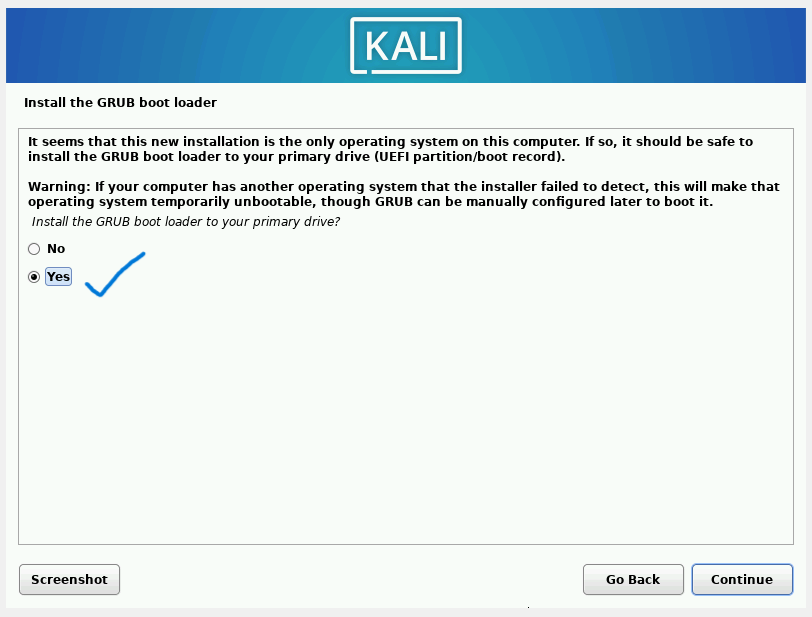 KALI
Install the GRUB boot loader
It seems that this new installation is the only operating system on this computer. If so, it should be safe to
install the GRUB boot loader to your primary drive (UEFI partition/boot record).
Warning: If your computer has another operating system that the installer failed to detect, this will make that
operating system temporarily unbootable, though GRUB can be manually configured later to boot it.
Install the GRUB boot loader to your primary drive?
No
Yes
Screenshot
Go Back
Continue